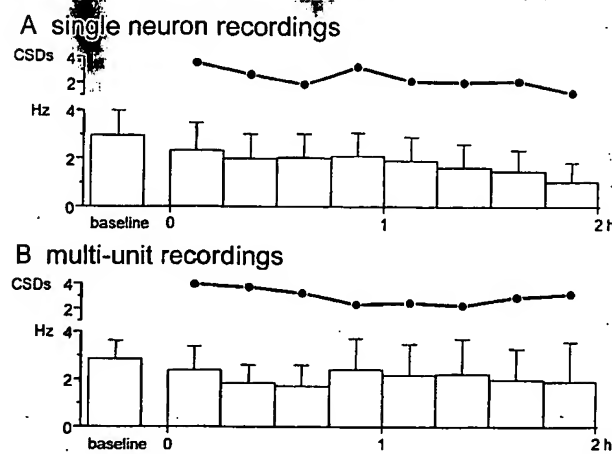 A single neuron recordings
CSDs
4
2
Hz
4
2
0
baseline 0 1 2 h
B multi-unit recordings
CSDs
4
2
Hz
4
2
0
baseline 0 1 2 h